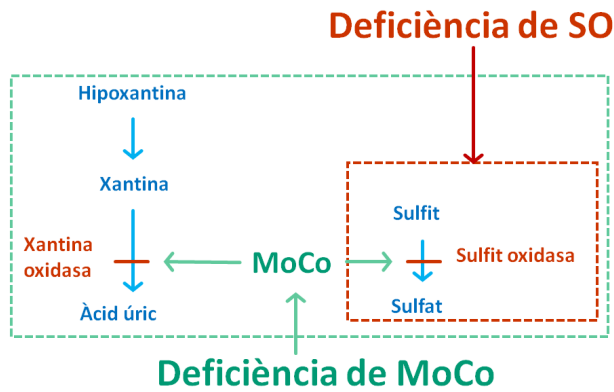 Deficiència de SO
Hipoxantina
Xantina
Xantina
oxidasa
Àcid úric
MoCo
Sulfit
Sulfit oxidasa
Sulfat
Deficiència de MoCo